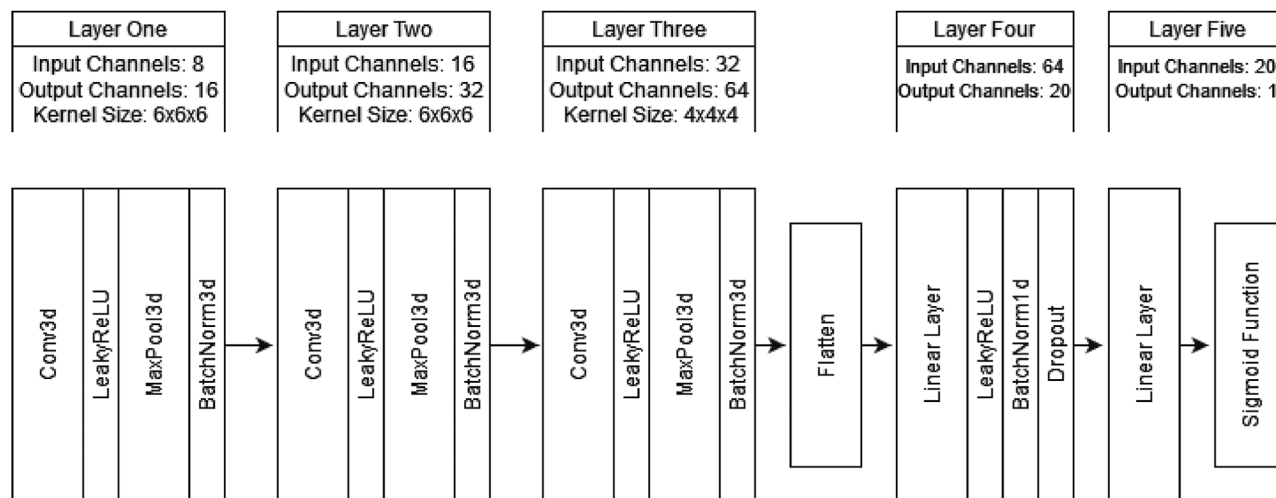 Layer One
Input Channels: 8
Output Channels: 16
Kernel Size: 6x6x6
Layer Two
Input Channels: 16
Output Channels: 32
Kernel Size: 6x6x6
Layer Three
Input Channels: 32
Output Channels: 64
Kernel Size: 4x4x4
Layer Four
Input Channels: 64
Output Channels: 20
Layer Five
Input Channels: 20
Output Channels: 1
Conv3d
LeakyReLU
MaxPool3d
BatchNorm3d
Conv3d
LeakyReLU
MaxPool3d
BatchNorm3d
Conv3d
LeakyReLU
MaxPool3d
BatchNorm3d
Flatten
Linear Layer
LeakyReLU
BatchNorm1d
Dropout
Linear Layer
Sigmoid Function